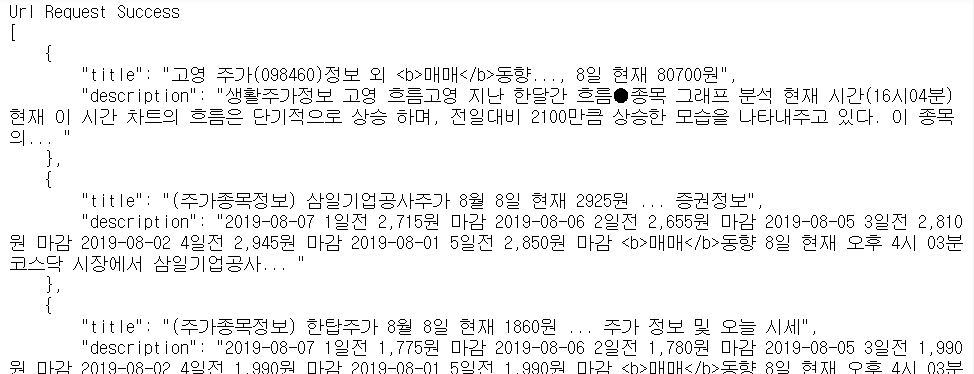 Url Request Success
[
    {
        "title": "고영 주가(098460)정보 외 <b>매매</b>동향..., 8일 현재 80700원",
        "description": "생활주가정보 고영 흐름고영 지난 한달간 흐름●종목 그래프 분석 현재 시간(16시04분)
현재 이 시간 차트의 흐름은 단기적으로 상승 하며, 전일대비 2100만큼 상승한 모습을 나타내주고 있다. 이 종목
의... "
    },
    {
        "title": "(주가종목정보) 삼일기업공사주가 8월 8일 현재 2925원 ... 증권정보",
        "description": "2019-08-07 1일전 2,715원 마감 2019-08-06 2일전 2,655원 마감 2019-08-05 3일전 2,810
원 마감 2019-08-02 4일전 2,945원 마감 2019-08-01 5일전 2,850원 마감 <b>매매</b>동향 8일 현재 오후 4시 03분
코스닥 시장에서 삼일기업공사... "
    },
    {
        "title": "(주가종목정보) 한탑주가 8월 8일 현재 1860원 ... 주가 정보 및 오늘 시세",
        "description": "2019-08-07 1일전 1,775원 마감 2019-08-06 2일전 1,780원 마감 2019-08-05 3일전 1,990
원 마감 2019-08-02 4일전 1,990원 마감 2019-08-01 5일전 1,990원 마감 <b>매매</b>동향 8일 현재 오후 4시 03분